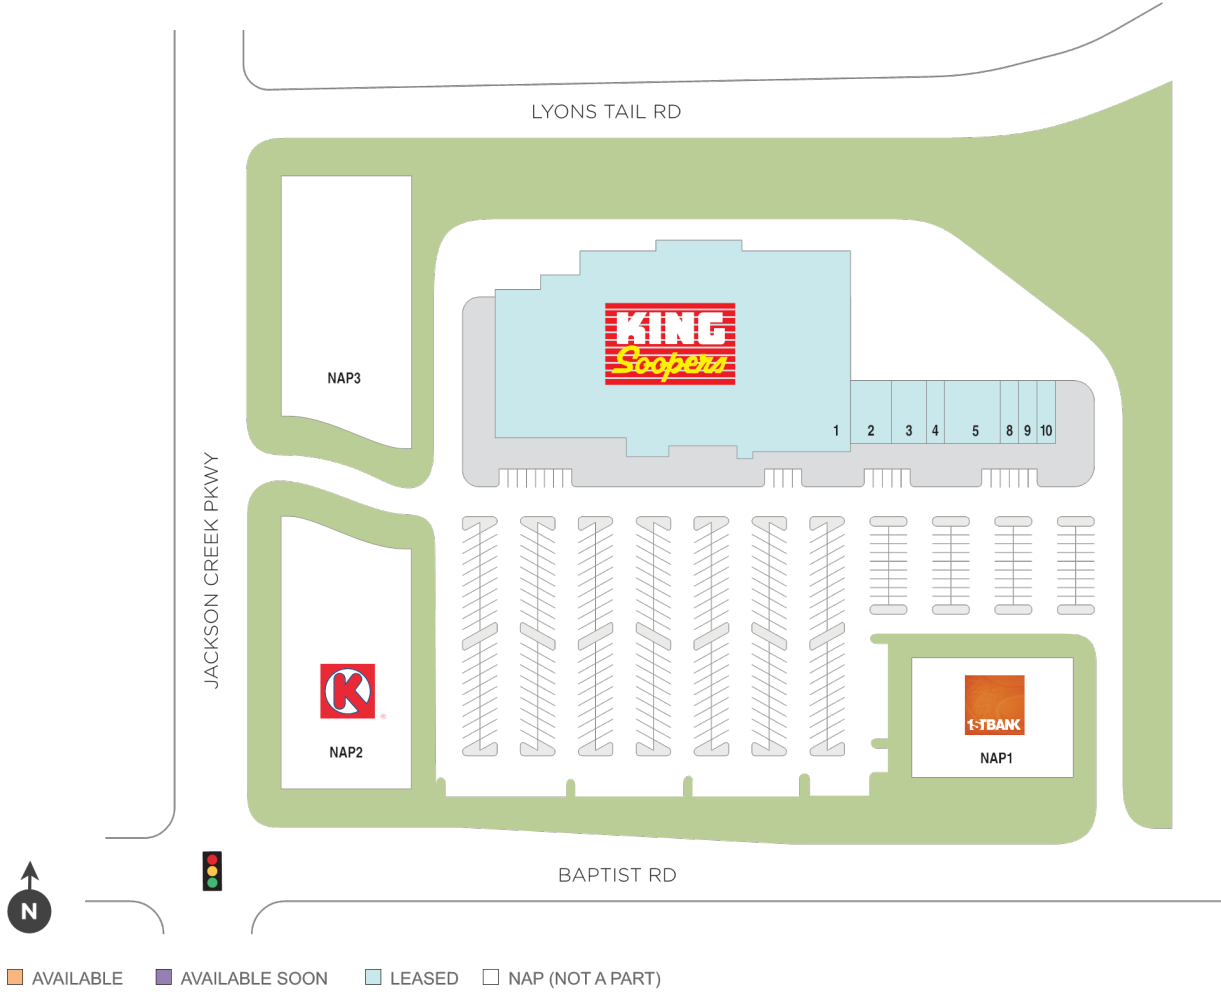 LYONS TAIL RD
KING
Soopers
NAP3
1 2 3 4 5 8 9 10
JACKSON CREEK PKWY
K
1STBANK
NAP2
NAP1
BAPTIST RD
N
AVAILABLE AVAILABLE SOON LEASED NAP (NOT A PART)